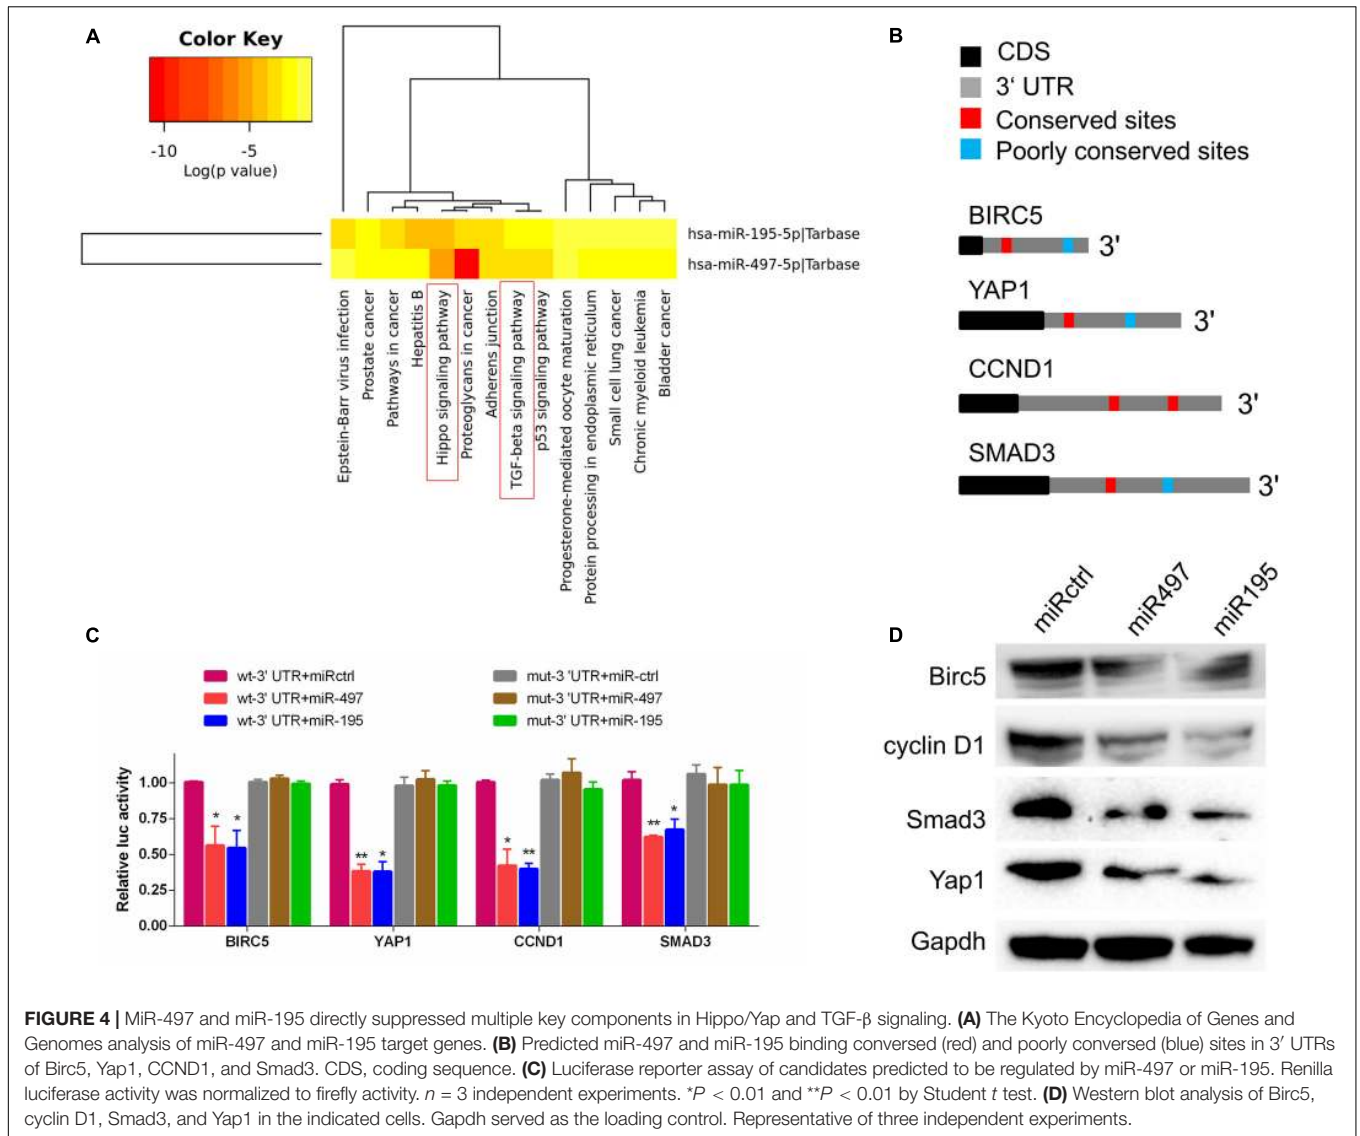 A
Color Key
-10
-5
Log(p value)
hsa-miR-195-5p|Tarbase
hsa-miR-497-5p|Tarbase
Epstein-Barr virus infection
Prostate cancer
Pathways in cancer
Hepatitis B
Hippo signaling pathway
Proteoglycans in cancer
Adherens junction
TGF-beta signaling pathway
p53 signaling pathway
Progesterone-mediated oocyte maturation
Protein processing in endoplasmic reticulum
Small cell lung cancer
Chronic myeloid leukemia
Bladder cancer
B
CDS
3‘ UTR
Conserved sites
Poorly conserved sites
BIRC5
3'
YAP1
3'
CCND1
3'
SMAD3
3'
C
wt-3' UTR+miRctrl
wt-3' UTR+miR-497
wt-3' UTR+miR-195
mut-3 'UTR+miR-ctrl
mut-3 'UTR+miR-497
mut-3' UTR+miR-195
Relative luc activity
1.00
0.75
0.50
0.25
0.00
* *
** *
* **
** *
BIRC5
YAP1
CCND1
SMAD3
D
miRctrl
miR497
miR195
Birc5
cyclin D1
Smad3
Yap1
Gapdh
FIGURE 4 | MiR-497 and miR-195 directly suppressed multiple key components in Hippo/Yap and TGF-β signaling. (A) The Kyoto Encyclopedia of Genes and
Genomes analysis of miR-497 and miR-195 target genes. (B) Predicted miR-497 and miR-195 binding conversed (red) and poorly conversed (blue) sites in 3′ UTRs
of Birc5, Yap1, CCND1, and Smad3. CDS, coding sequence. (C) Luciferase reporter assay of candidates predicted to be regulated by miR-497 or miR-195. Renilla
luciferase activity was normalized to firefly activity. n = 3 independent experiments. *P < 0.01 and **P < 0.01 by Student t test. (D) Western blot analysis of Birc5,
cyclin D1, Smad3, and Yap1 in the indicated cells. Gapdh served as the loading control. Representative of three independent experiments.